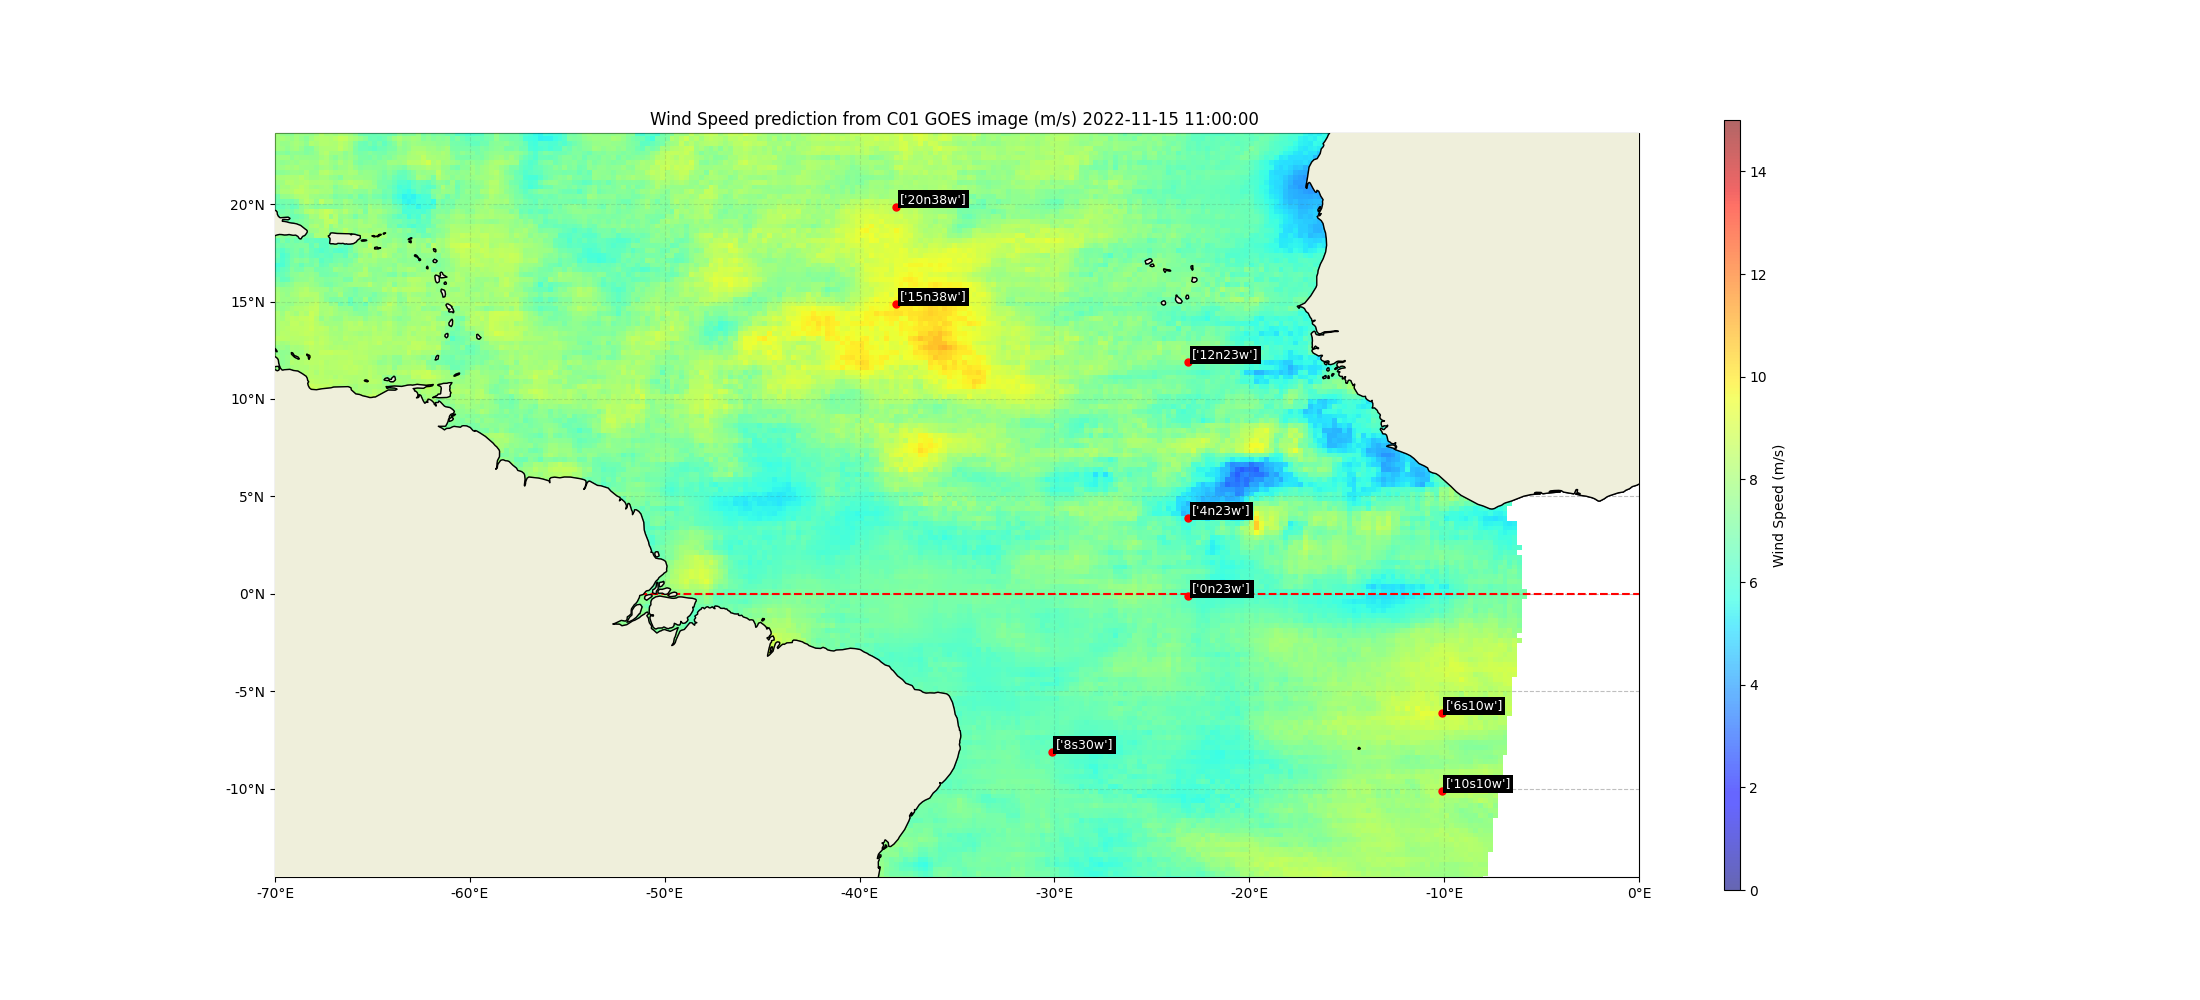 Wind Speed prediction from C01 GOES image (m/s) 2022-11-15 11:00:00
14
12
10
8
6
4
2
0
Wind Speed (m/s)
20°N
15°N
10°N
5°N
0°N
-5°N
-10°N
['20n38w']
['15n38w']
['12n23w']
['4n23w']
['0n23w']
['6s10w']
['8s30w']
['10s10w']
-70°E
-60°E
-50°E
-40°E
-30°E
-20°E
-10°E
0°E